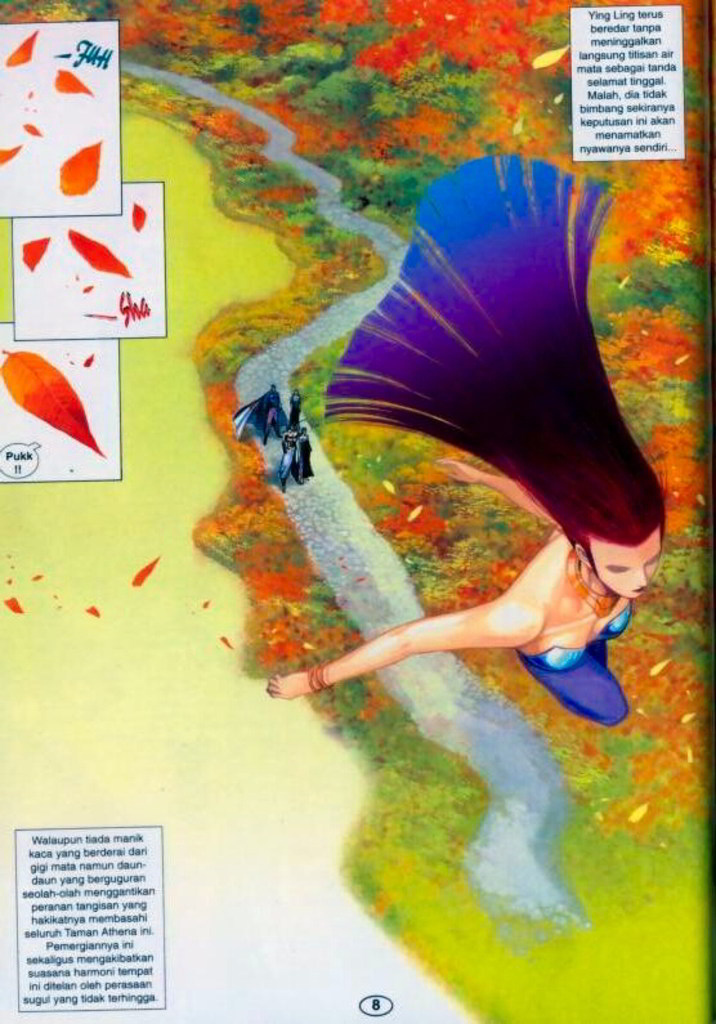 Ying Ling terus
beredar tanpa
meninggalkan
langsung titisan air
mata sebagai tanda
selamat tinggal.
Malah, dia tidak
bimbang sekiranya
keputusan ini akan
menamatkan
nyawanya sendiri...
Sha
Pukk
!!
Walaupun tiada manik
kaca yang berderai dari
gigi mata namun daun-
daun yang berguguran
seolah-olah menggantikan
peranan tangisan yang
hakikatnya membasahi
seluruh Taman Athena ini.
Pemergiannya ini
sekaligus mengakibatkan
suasana harmoni tempat
ini ditelan oleh perasaan
sugul yang tidak terhingga.
8